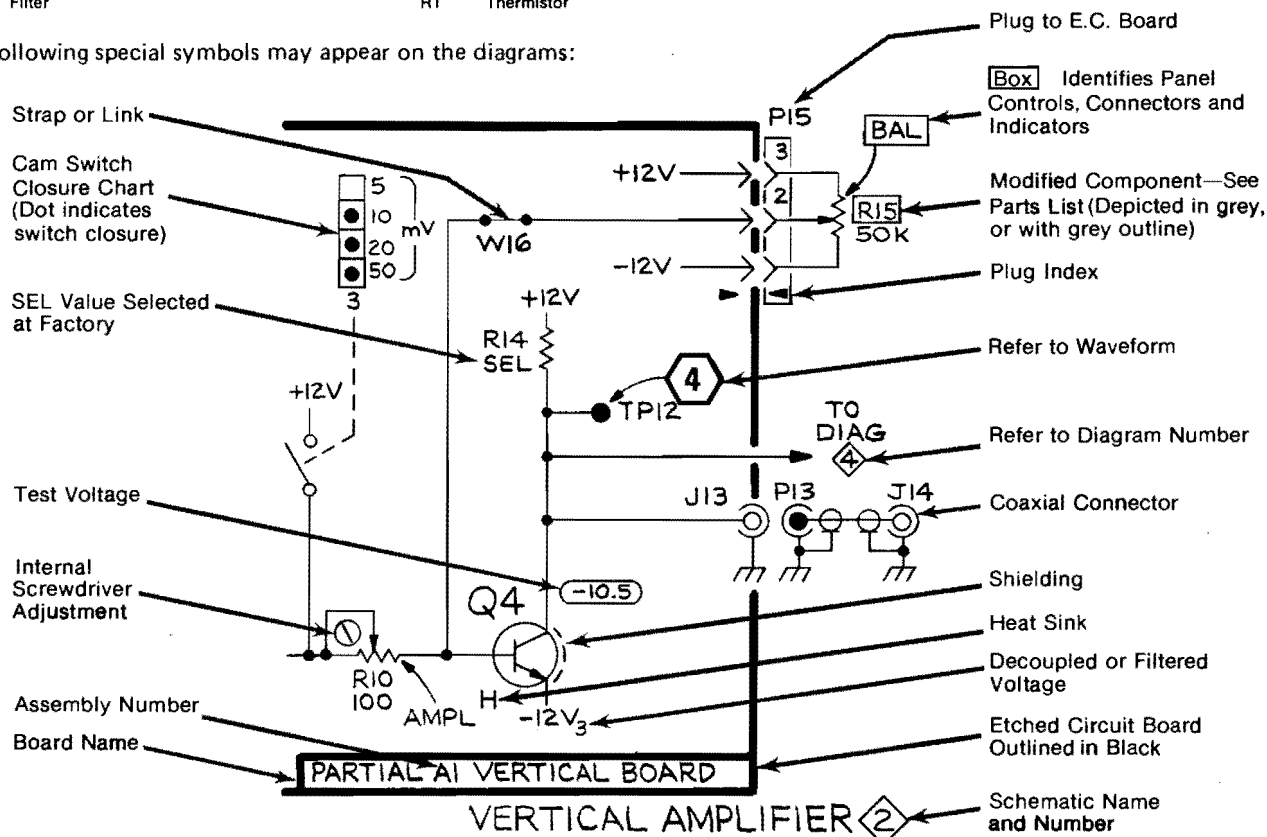 Filter
RT Thermistor
ollowing special symbols may appear on the diagrams:
Plug to E.C. Board
Box Identifies Panel
Controls, Connectors and
Indicators
Modified Component—See
Parts List (Depicted in grey,
or with grey outline)
Plug Index
Refer to Waveform
Refer to Diagram Number
Coaxial Connector
Shielding
Heat Sink
Decoupled or Filtered
Voltage
Etched Circuit Board
Outlined in Black
Schematic Name
and Number
Strap or Link
Cam Switch
Closure Chart
(Dot indicates
switch closure)
SEL Value Selected
at Factory
Test Voltage
Internal
Screwdriver
Adjustment
Assembly Number
Board Name
P15
BAL
3
+12V
2
R15
50K
-12V
W16
5
10
20
50
mV
3
+12V
R14
SEL
4
TP12
TO
DIAG
4
+12V
J13
P13
J14
-10.5
Q4
R10
100
AMPL
H
-12V3
PARTIAL A1 VERTICAL BOARD
VERTICAL AMPLIFIER 2